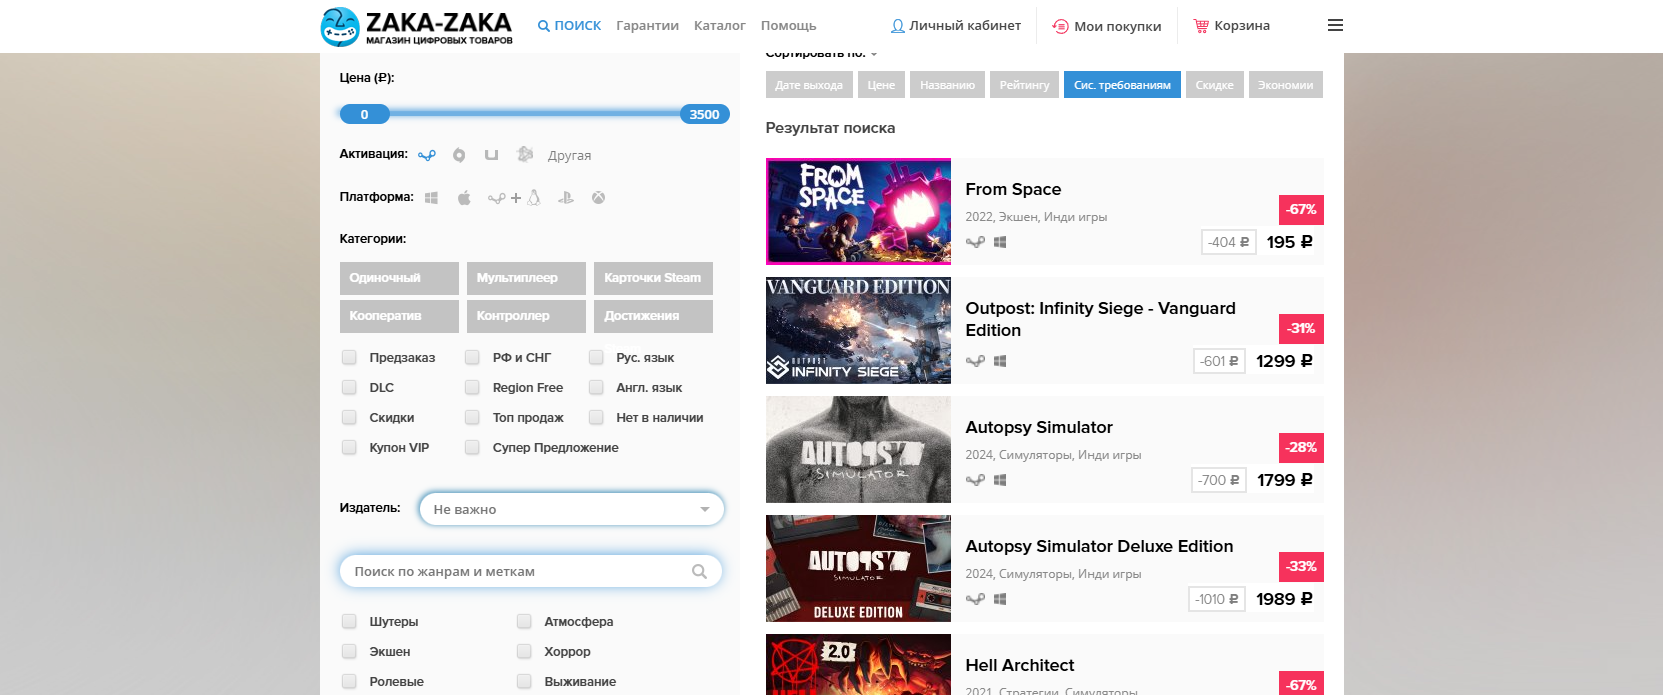 ZAKA-ZAKA
МАГАЗИН ЦИФРОВЫХ ТОВАРОВ
ПОИСК
Гарантии
Каталог
Помощь
Личный кабинет
Мои покупки
Корзина
Цена (₽):
0
3500
Активация:
Другая
Платформа:
+
Категории:
Одиночный
Мультиплеер
Карточки Steam
Кооператив
Контроллер
Достижения
Предзаказ
РФ и СНГ
Рус. язык
DLC
Region Free
Англ. язык
Скидки
Топ продаж
Нет в наличии
Купон VIP
Супер Предложение
Издатель:
Не важно
Поиск по жанрам и меткам
Шутеры
Атмосфера
Экшен
Хоррор
Ролевые
Выживание
Сортировать по:
Дате выхода
Цене
Названию
Рейтингу
Сис. требованиям
Скидке
Экономии
Результат поиска
FROM
SPACE
From Space
2022, Экшен, Инди игры
-67%
-404 ₽
195 ₽
VANGUARD EDITION
OUTPOST
INFINITY SIEGE
Outpost: Infinity Siege - Vanguard
Edition
-31%
-601 ₽
1299 ₽
AUTOPSY
SIMULATOR
Autopsy Simulator
2024, Симуляторы, Инди игры
-28%
-700 ₽
1799 ₽
AUTOPSY
SIMULATOR
DELUXE EDITION
Autopsy Simulator Deluxe Edition
2024, Симуляторы, Инди игры
-33%
-1010 ₽
1989 ₽
2.0
Hell Architect
2021, Стратегии, Симуляторы
-67%